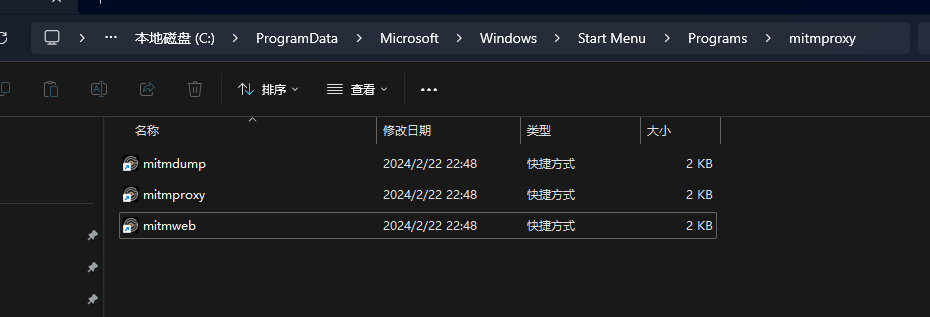 本地磁盘 (C:) > ProgramData > Microsoft > Windows > Start Menu > Programs > mitmproxy
排序 查看
名称 修改日期 类型 大小
mitmdump 2024/2/22 22:48 快捷方式 2 KB
mitmproxy 2024/2/22 22:48 快捷方式 2 KB
mitmweb 2024/2/22 22:48 快捷方式 2 KB